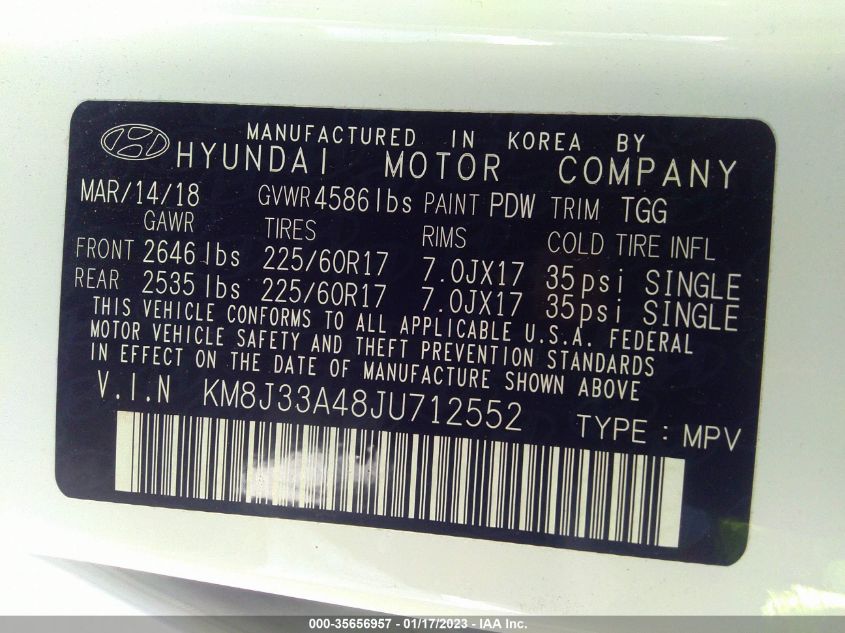 MANUFACTURED IN KOREA BY
HYUNDAI MOTOR COMPANY
MAR/14/18 GVWR 4586lbs PAINT PDW TRIM TGG
GAWR TIRES RIMS COLD TIRE INFL
FRONT 2646 lbs 225/60R17 7.0JX17 35psi SINGLE
REAR 2535 lbs 225/60R17 7.0JX17 35psi SINGLE
THIS VEHICLE CONFORMS TO ALL APPLICABLE U.S.A. FEDERAL
MOTOR VEHICLE SAFETY AND THEFT PREVENTION STANDARDS
IN EFFECT ON THE DATE OF MANUFACTURE SHOWN ABOVE
V.I.N KM8J33A48JU712552
TYPE : MPV
000-35656957 - 01/17/2023 - IAA Inc.